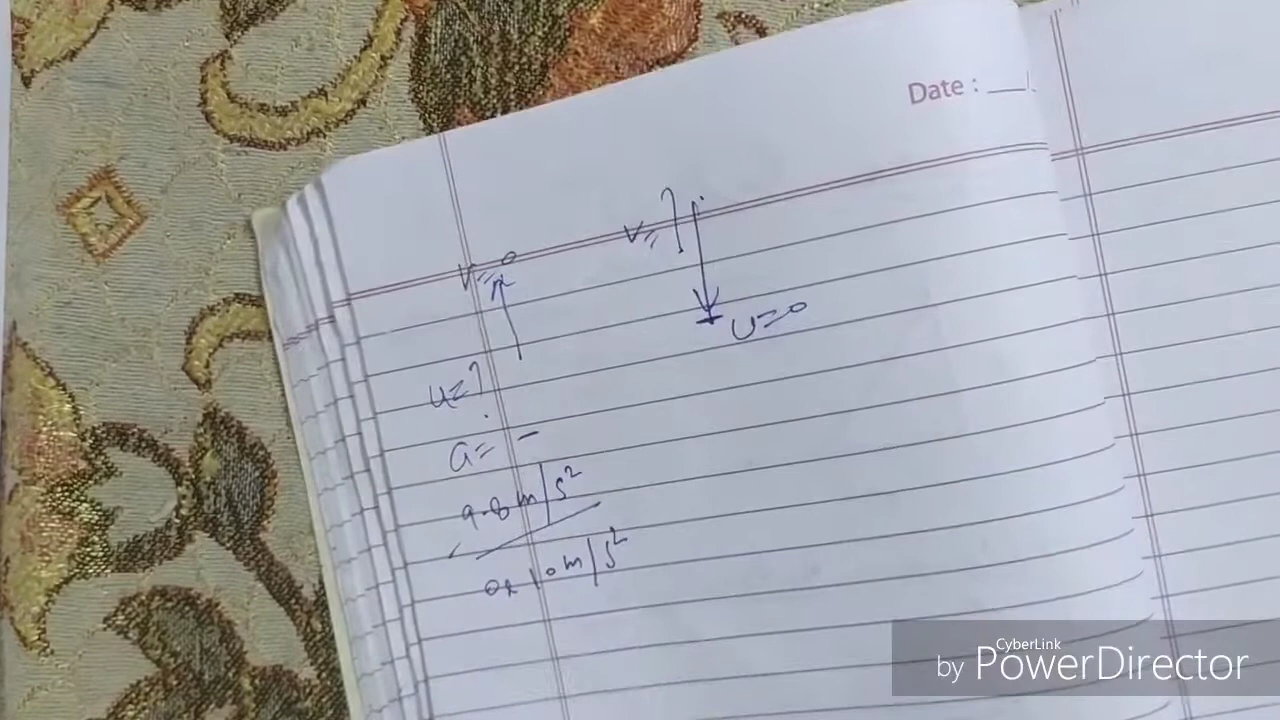 Date :
v = 0
v = ?
u = 0
u = ?
a = -
9.8 m/s²
or 10 m/s²
CyberLink
by PowerDirector